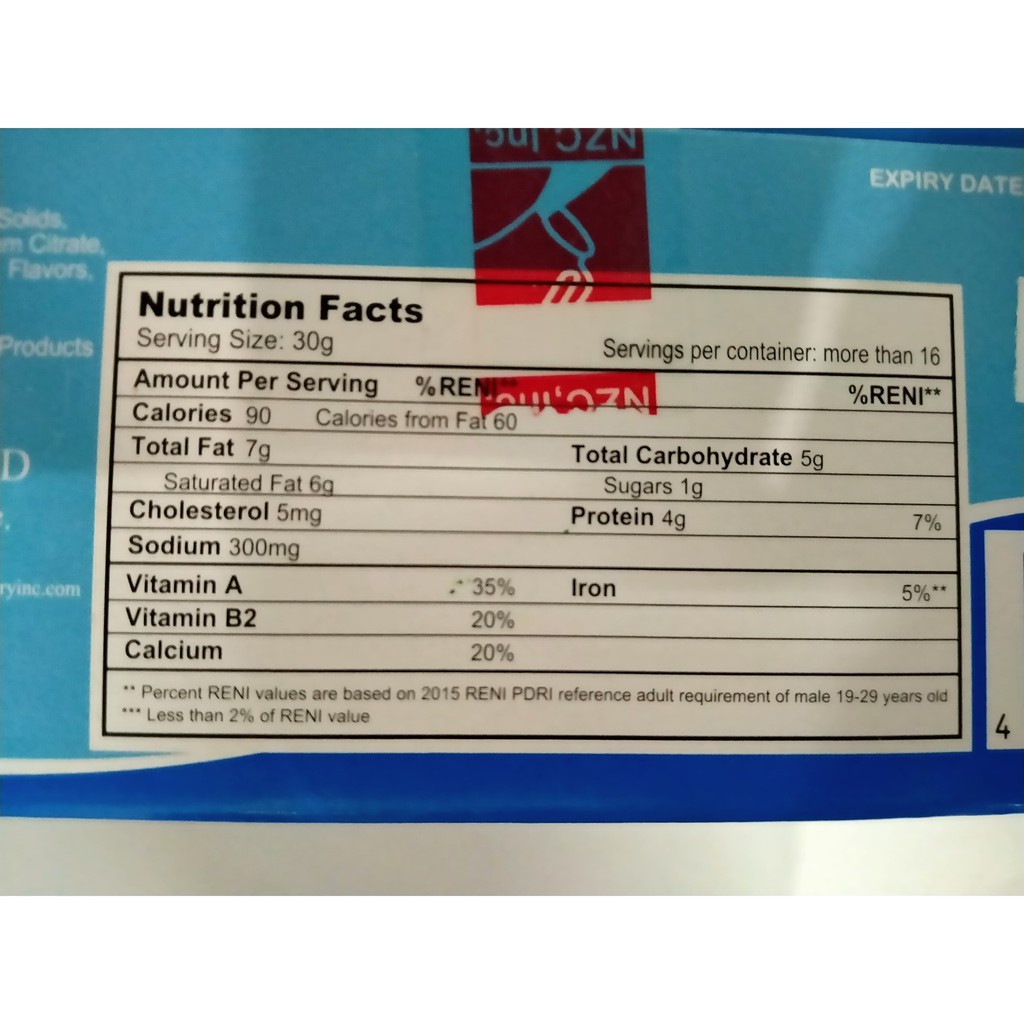 NZC, Inc.
EXPIRY DATE
Solids,
m Citrate,
Flavors,
Products
D
ryinc.com
Nutrition Facts
Serving Size: 30g
Servings per container: more than 16
Amount Per Serving %RENI** %RENI**
NZC, Inc.
Calories 90 Calories from Fat 60
Total Fat 7g Total Carbohydrate 5g
Saturated Fat 6g Sugars 1g
Cholesterol 5mg Protein 4g 7%
Sodium 300mg
Vitamin A 35% Iron 5%**
Vitamin B2 20%
Calcium 20%
** Percent RENI values are based on 2015 RENI PDRI reference adult requirement of male 19-29 years old
*** Less than 2% of RENI value
4